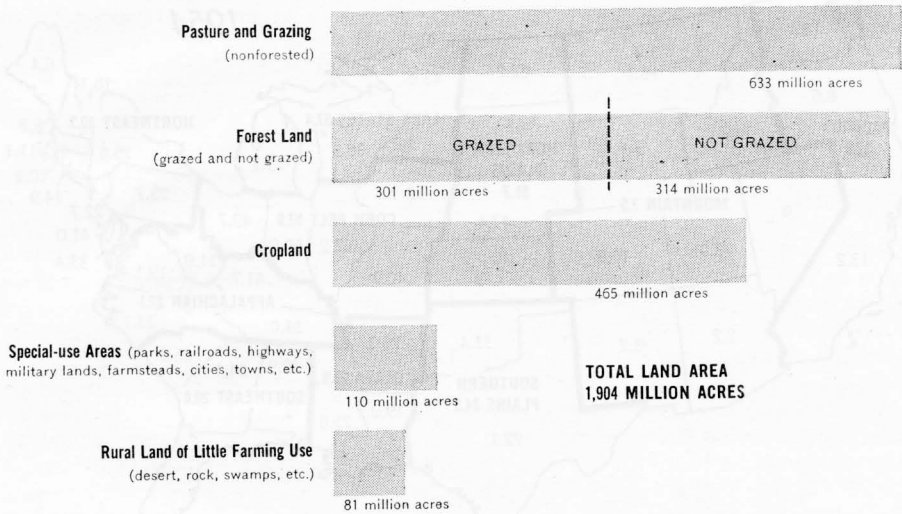 Pasture and Grazing
(nonforested)
633 million acres
Forest Land
(grazed and not grazed)
GRAZED
NOT GRAZED
301 million acres
314 million acres
Cropland
465 million acres
Special-use Areas (parks, railroads, highways,
military lands, farmsteads, cities, towns, etc.)
110 million acres
TOTAL LAND AREA
1,904 MILLION ACRES
Rural Land of Little Farming Use
(desert, rock, swamps, etc.)
81 million acres